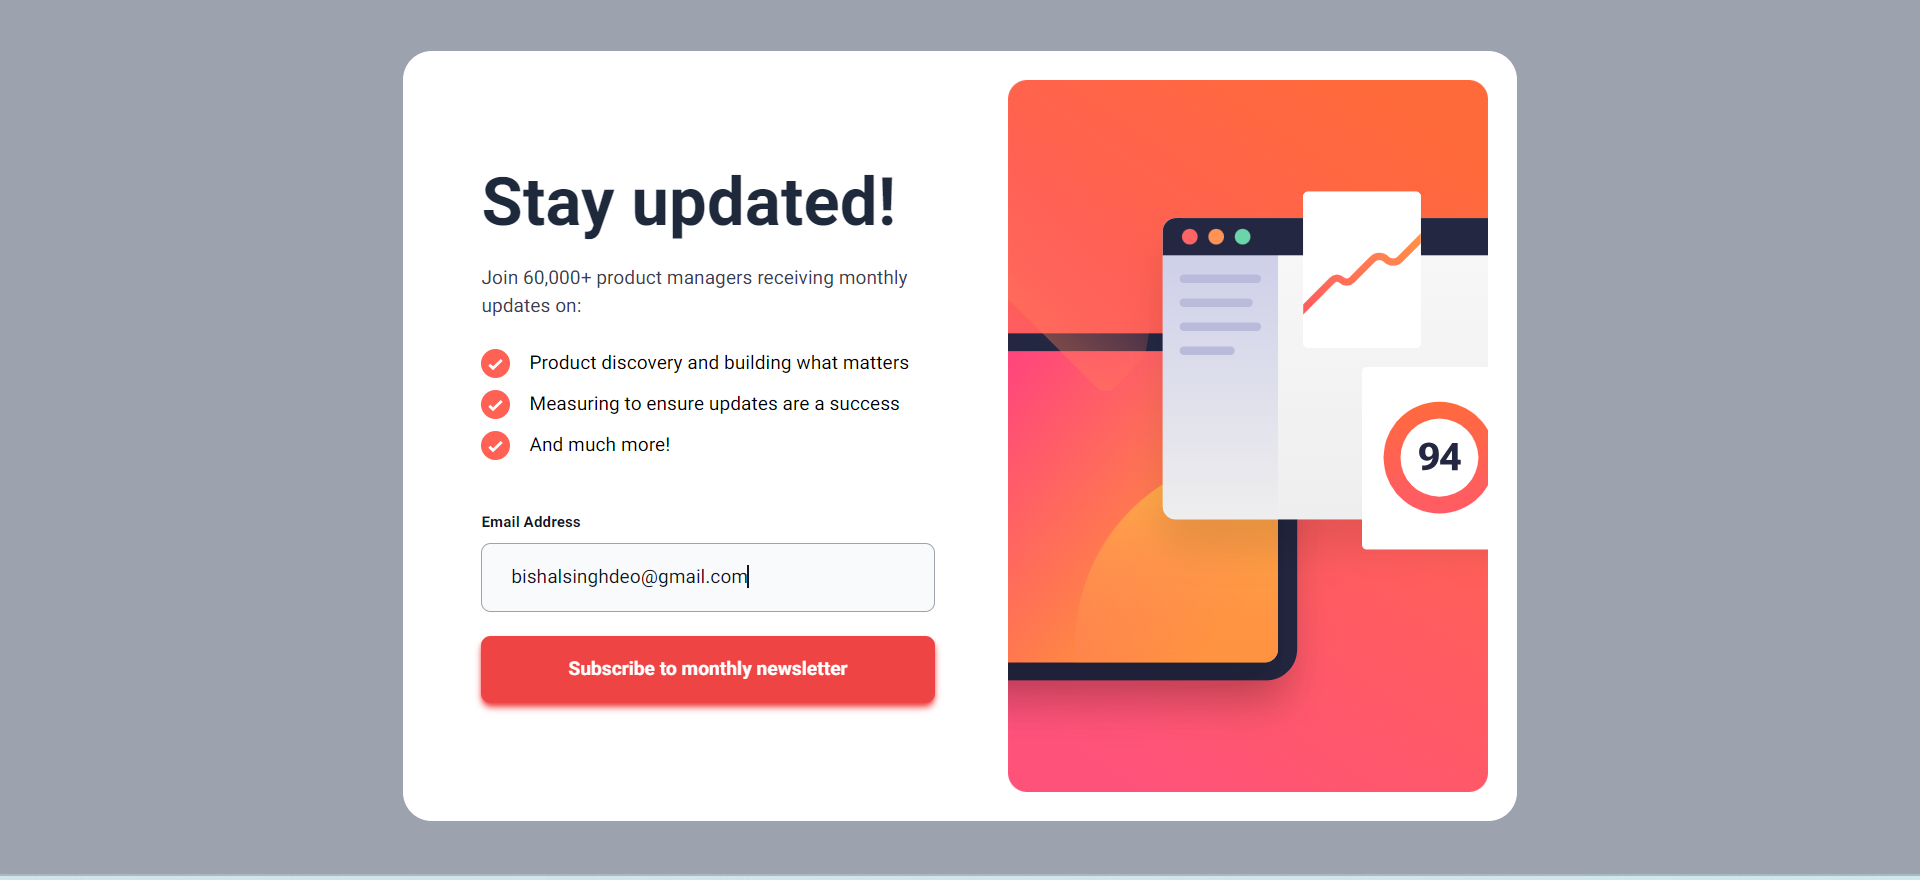 Stay updated!
Join 60,000+ product managers receiving monthly
updates on:
Product discovery and building what matters
Measuring to ensure updates are a success
And much more!
Email Address
bishalsinghdeo@gmail.com
Subscribe to monthly newsletter
94